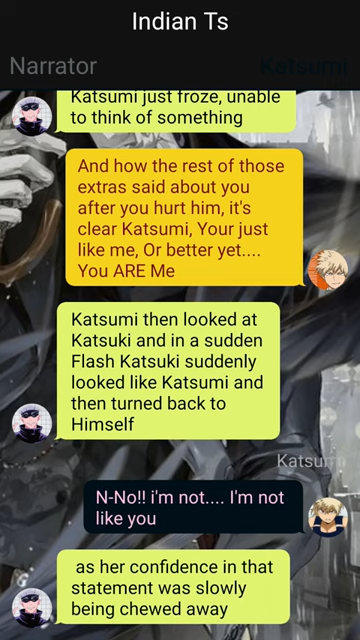 Indian Ts
Narrator
Katsumi
Katsumi just froze, unable
to think of something
And how the rest of those
extras said about you
after you hurt him, it's
clear Katsumi, Your just
like me, Or better yet....
You ARE Me
Katsumi then looked at
Katsuki and in a sudden
Flash Katsuki suddenly
looked like Katsumi and
then turned back to
Himself
Katsumi
N-No!! i'm not.... I'm not
like you
as her confidence in that
statement was slowly
being chewed away